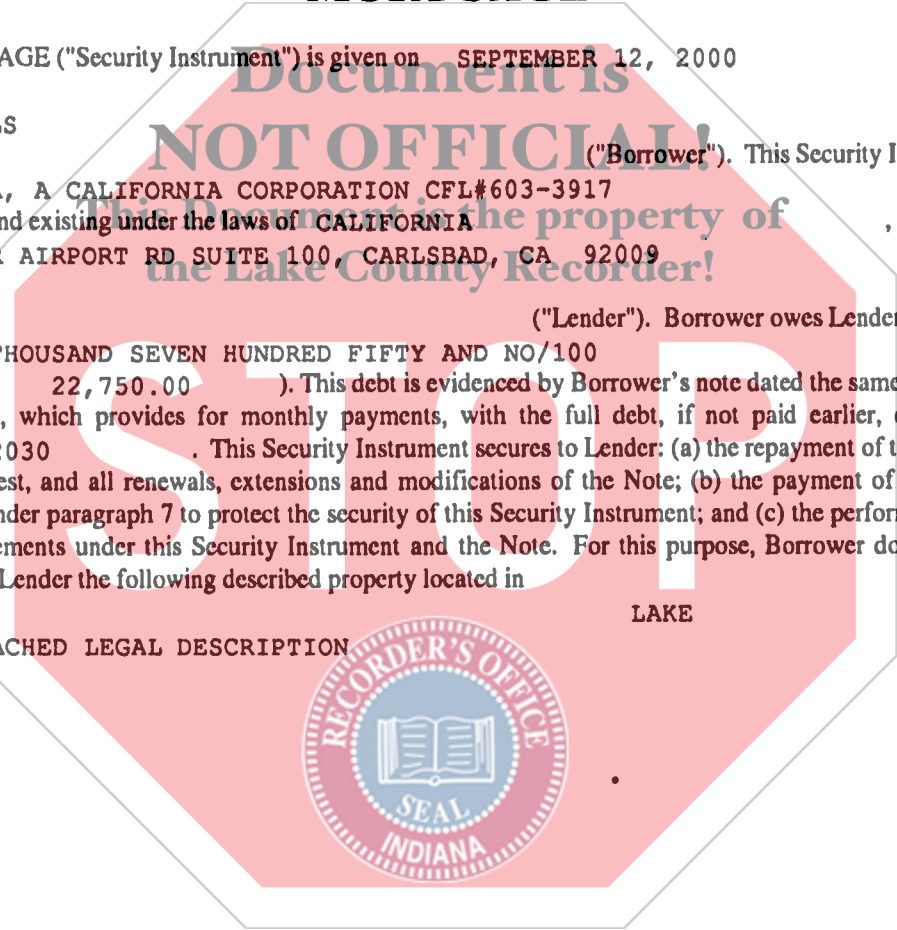 AGE ("Security Instrument") is given on SEPTEMBER 12, 2000
Document is
LS
NOT OFFICIAL!
("Borrower"). This Security I
, A CALIFORNIA CORPORATION CFL#603-3917
This Document is the property of
nd existing under the laws of CALIFORNIA ,
R AIRPORT RD SUITE 100, CARLSBAD, CA 92009
the Lake County Recorder!
("Lender"). Borrower owes Lender
THOUSAND SEVEN HUNDRED FIFTY AND NO/100
22,750.00 ). This debt is evidenced by Borrower's note dated the same
, which provides for monthly payments, with the full debt, if not paid earlier,
2030 . This Security Instrument secures to Lender: (a) the repayment of t
est, and all renewals, extensions and modifications of the Note; (b) the payment of
nder paragraph 7 to protect the security of this Security Instrument; and (c) the perfor
ements under this Security Instrument and the Note. For this purpose, Borrower do
Lender the following described property located in
STOP
LAKE
ACHED LEGAL DESCRIPTION
RECORDER'S OFFICE
SEAL
INDIANA